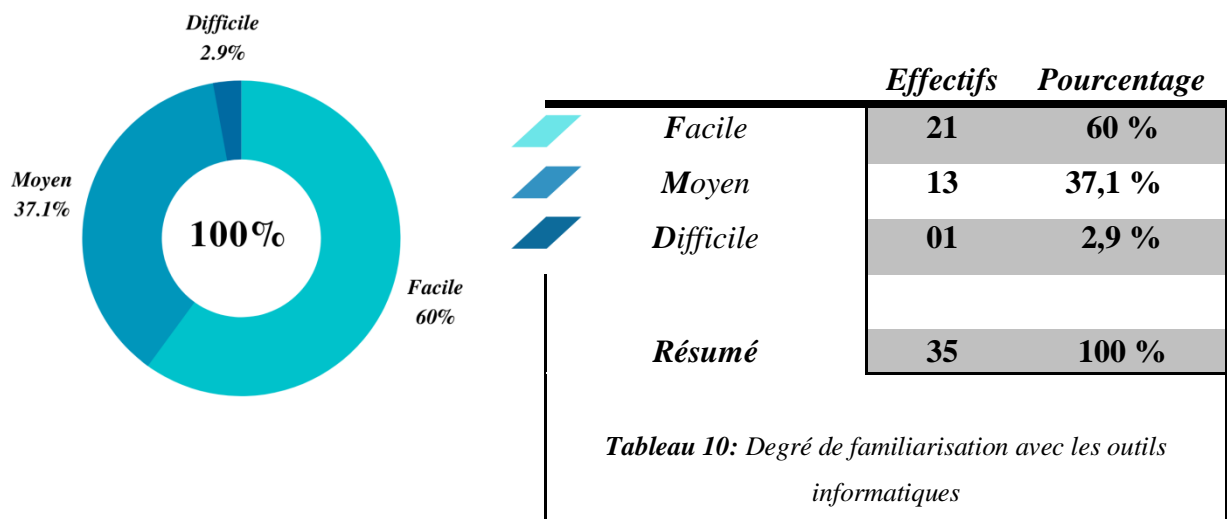 Difficile
2.9%
Moyen
37.1%
100%
Facile
60%
Effectifs Pourcentage
Facile 21 60 %
Moyen 13 37,1 %
Difficile 01 2,9 %
Résumé 35 100 %
Tableau 10: Degré de familiarisation avec les outils
informatiques